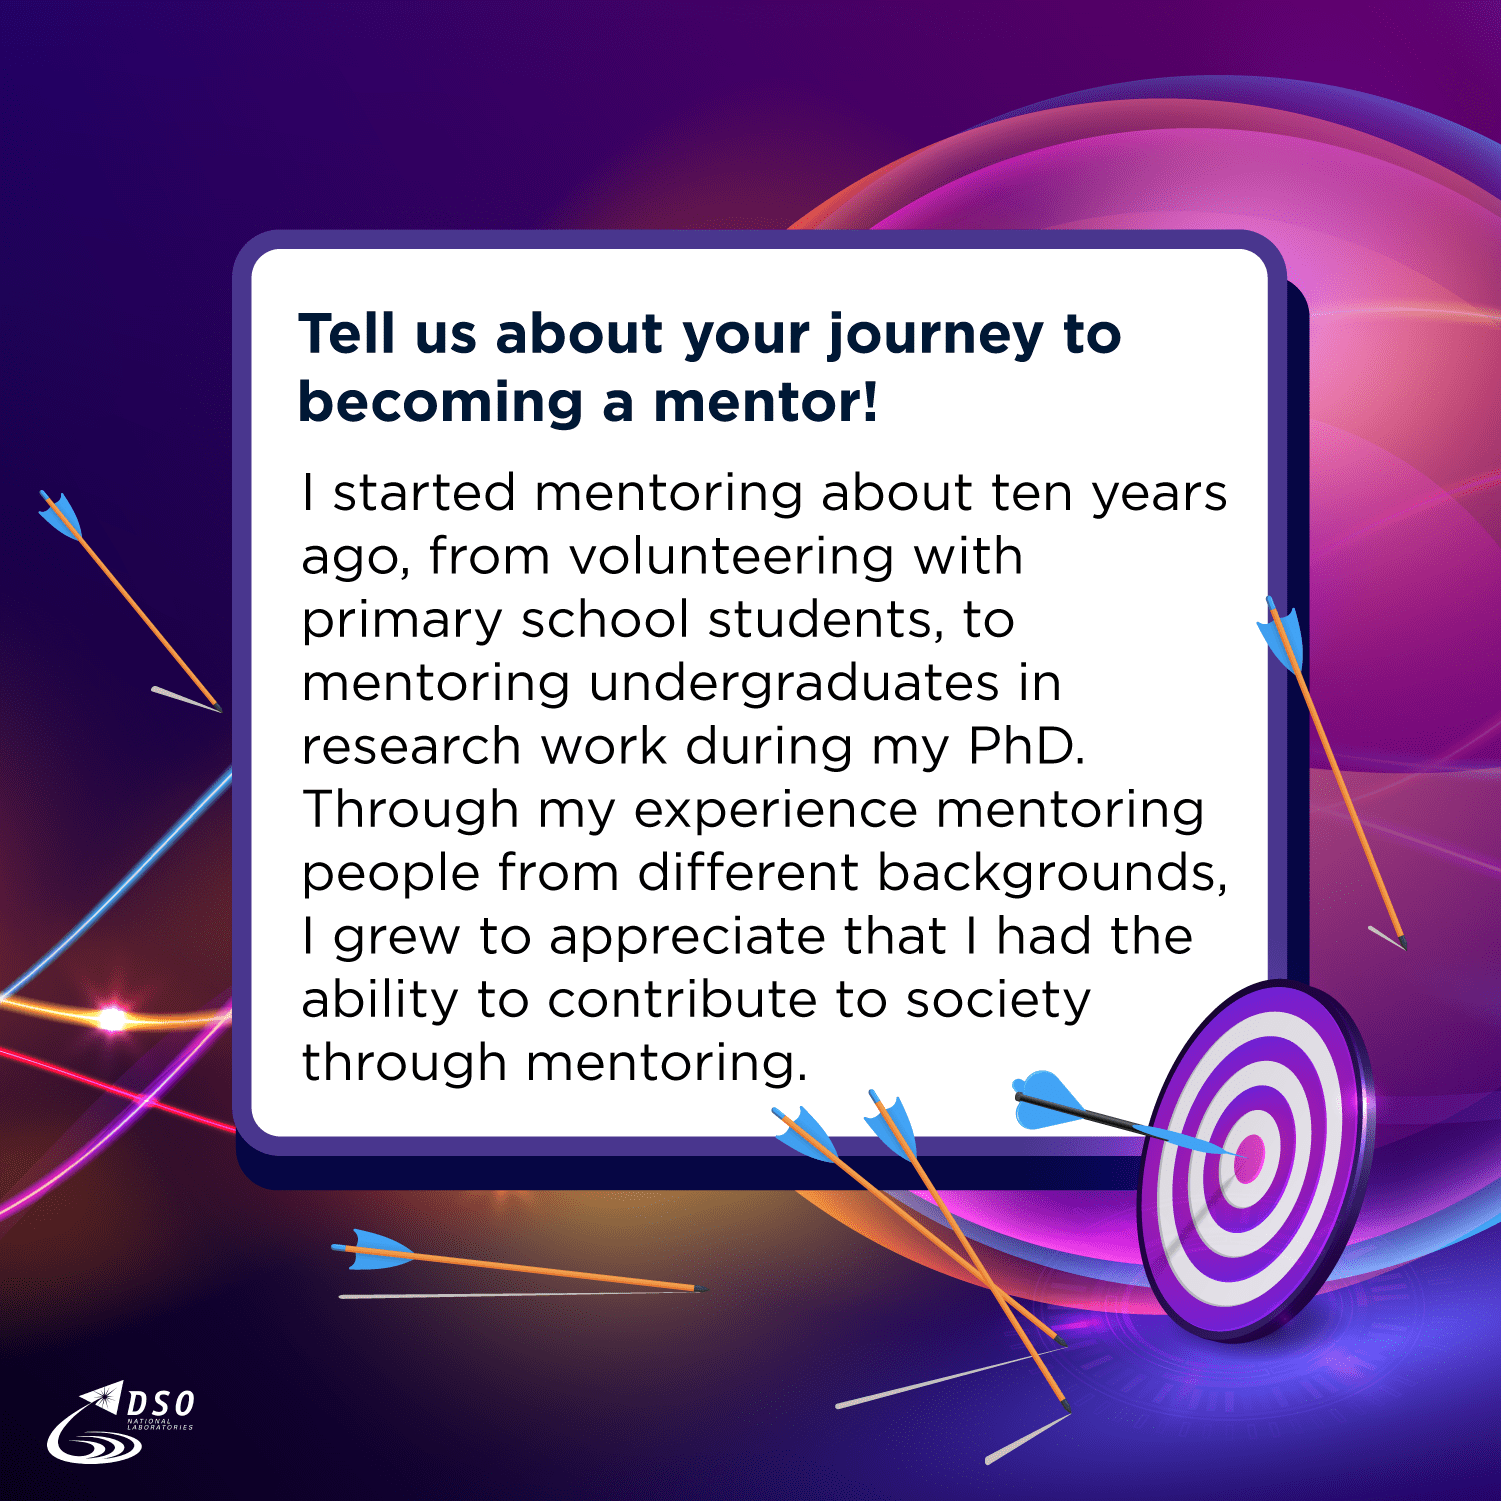 Tell us about your journey to
becoming a mentor!
I started mentoring about ten years
ago, from volunteering with
primary school students, to
mentoring undergraduates in
research work during my PhD.
Through my experience mentoring
people from different backgrounds,
I grew to appreciate that I had the
ability to contribute to society
through mentoring.
DSO
NATIONAL
LABORATORIES